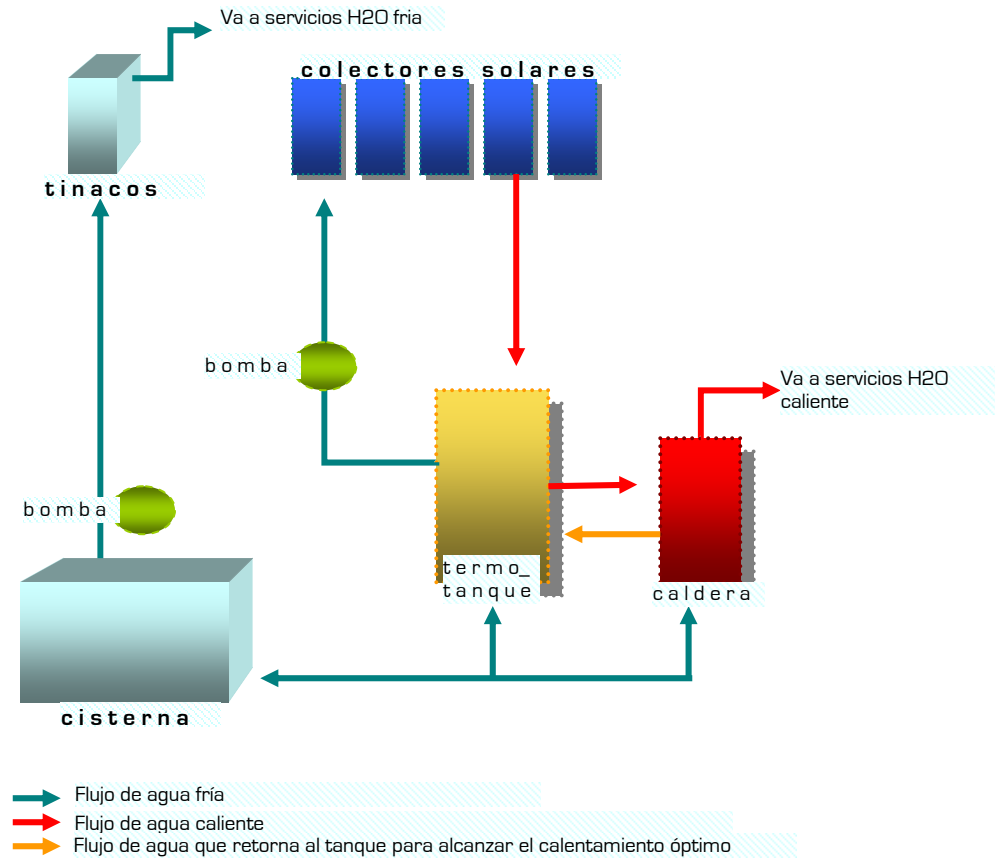 Va a servicios H2O fria
colectores solares
tinacos
bomba
Va a servicios H2O
caliente
bomba
termo_
tanque
caldera
cisterna
Flujo de agua fría
Flujo de agua caliente
Flujo de agua que retorna al tanque para alcanzar el calentamiento óptimo